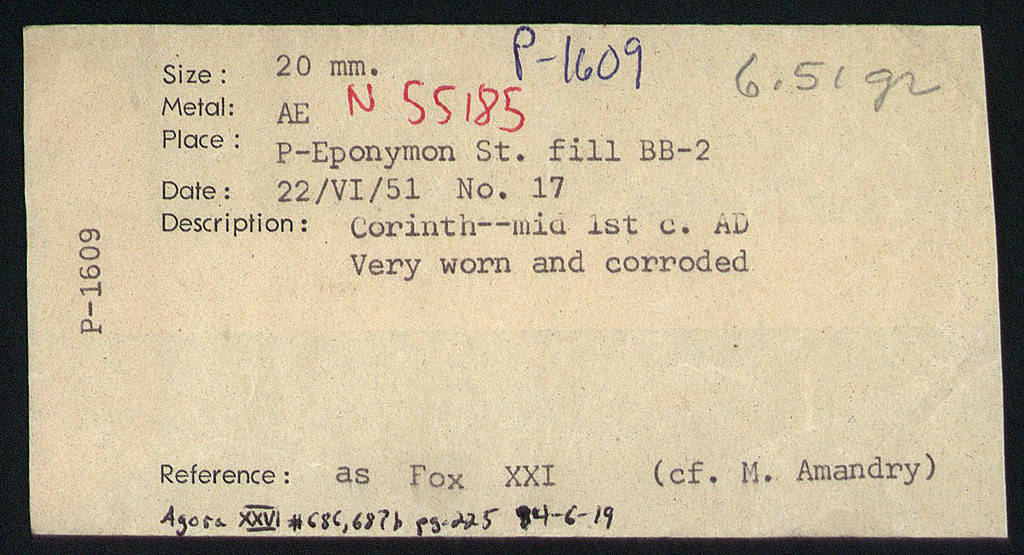 P-1609
6.51 gr
Size: 20 mm.
Metal: AE N 55185
Place: P-Eponymon St. fill BB-2
Date: 22/VI/51 No. 17
Description: Corinth--mid 1st c. AD
Very worn and corroded
P-1609
Reference: as Fox XXI (cf. M. Amandry)
Agora XXVI #686,687b pg-225 84-6-19